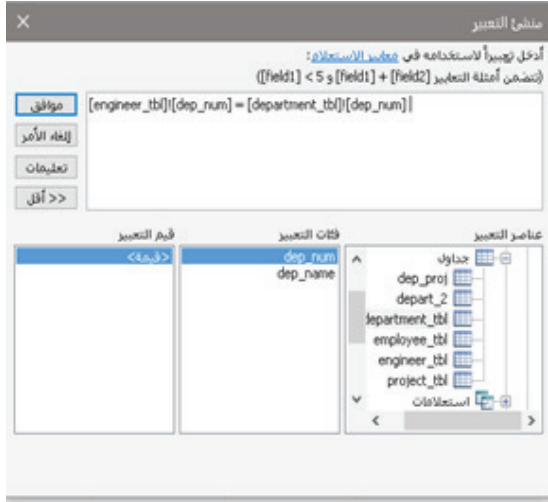 منشئ التعبير
أدخل تعبيراً لاستخدامه في معايير الاستعلام:
(تتضمن أمثلة التعابير [field1] + [field2] و [field1] < 5)
[engineer_tbl]![dep_num] = [department_tbl]![dep_num]
موافق
إلغاء الأمر
تعليمات
<< أقل
عناصر التعبير
جداول
dep_proj
depart_2
department_tbl
employee_tbl
engineer_tbl
project_tbl
استعلامات
فئات التعبير
dep_num
dep_name
قيم التعبير
<قيمة>